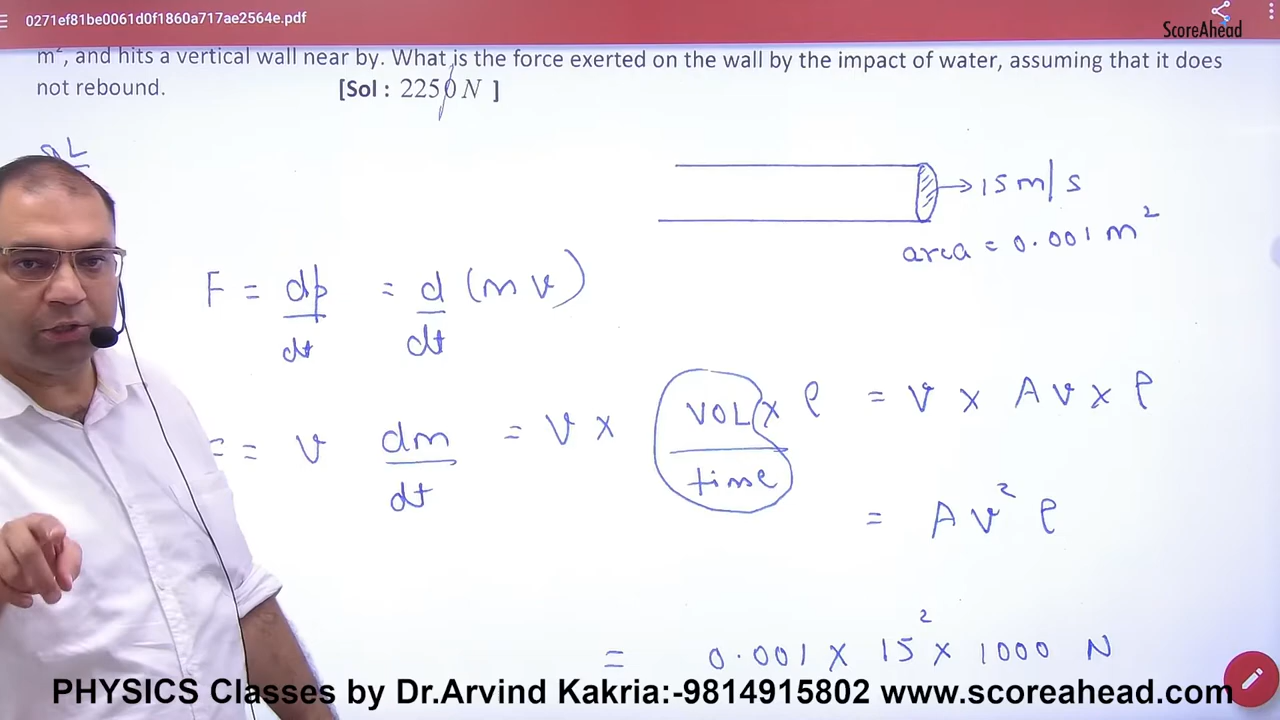 0271ef81be0061d0f1860a717ae2564e.pdf
ScoreAhead
m², and hits a vertical wall near by. What is the force exerted on the wall by the impact of water, assuming that it does
not rebound. [Sol : 2250 N ]
→ 15 m/s
area = 0.001 m²
F = dp/dt = d/dt (m v)
= v dm/dt = v x VOL/time x ρ = v x A v x ρ
= A v² ρ
= 0.001 x 15² x 1000 N
PHYSICS Classes by Dr.Arvind Kakria:-9814915802 www.scoreahead.com